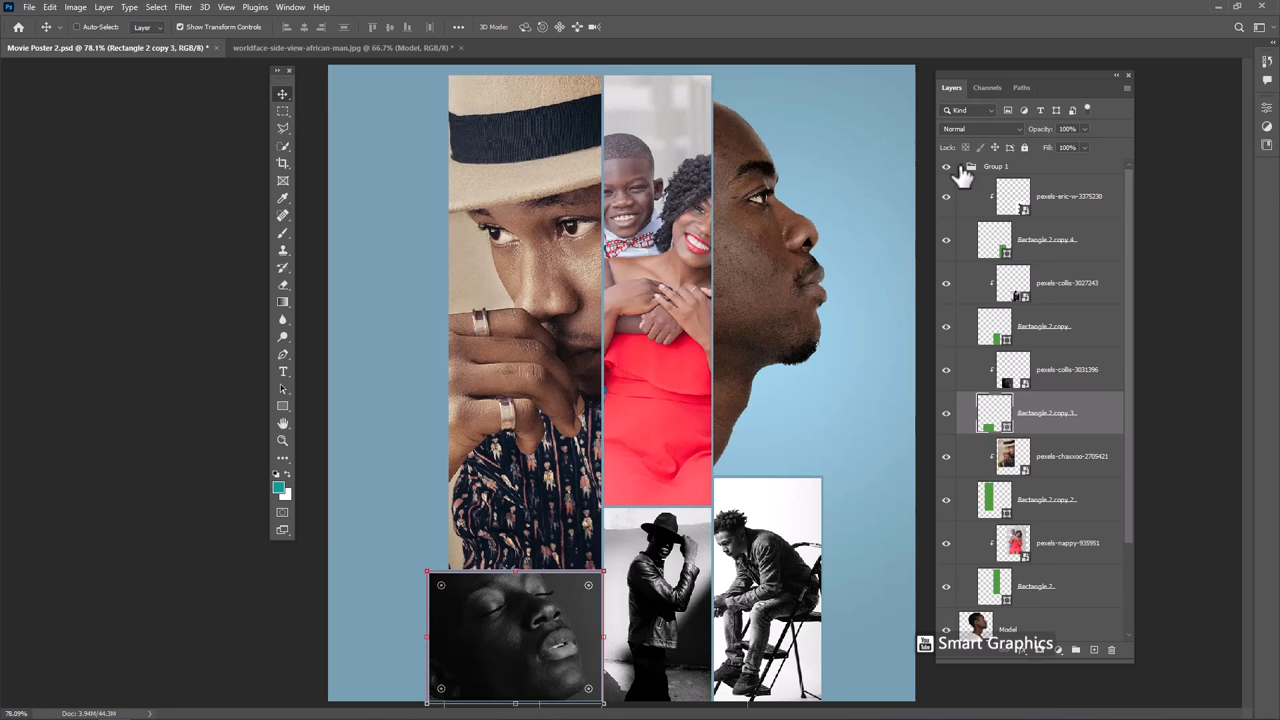 Ps File Edit Image Layer Type Select Filter 3D View Plugins Window Help
Auto-Select: Layer Show Transform Controls 3D Mode:
Movie Poster 2.psd @ 78.1% (Rectangle 2 copy 3, RGB/8) *
worldface-side-view-african-man.jpg @ 66.7% (Model, RGB/8) *
Layers Channels Paths
Kind
Normal Opacity: 100%
Lock: Fill: 100%
Group 1
pexels-eric-w-3375230
Rectangle 2 copy 4
pexels-collis-3027243
Rectangle 2 copy
pexels-collis-3031396
Rectangle 2 copy 3
pexels-chaxxoo-2705421
Rectangle 2 copy 2
pexels-nappy-935951
Rectangle 2
Model
You Tube Smart Graphics
78.09% Doc: 3.94M/44.3M